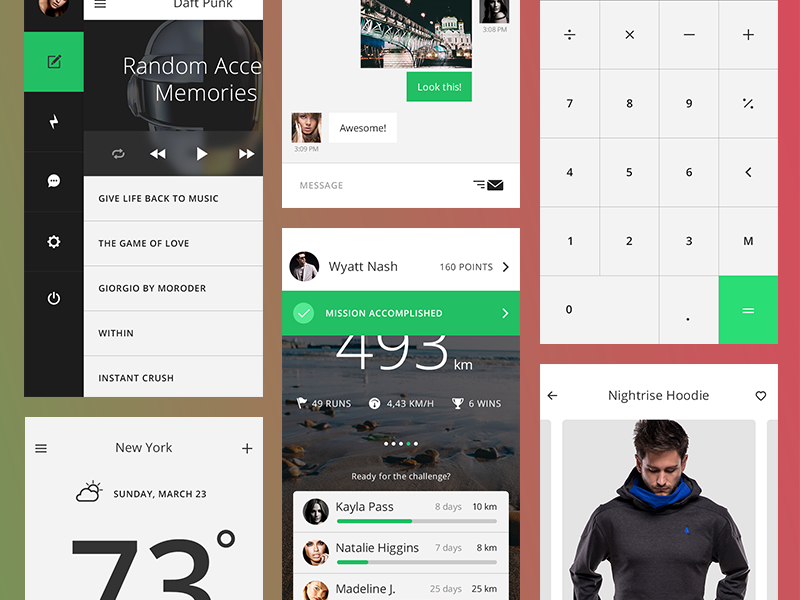 Daft Punk
Random Acce
Memories
GIVE LIFE BACK TO MUSIC
THE GAME OF LOVE
GIORGIO BY MORODER
WITHIN
INSTANT CRUSH
New York
SUNDAY, MARCH 23
73°
3:08 PM
Look this!
Awesome!
3:09 PM
MESSAGE
Wyatt Nash 160 POINTS
MISSION ACCOMPLISHED
493 km
49 RUNS 4,43 KM/H 6 WINS
Ready for the challenge?
Kayla Pass 8 days 10 km
Natalie Higgins 7 days 8 km
Madeline J. 25 days 25 km
÷ × − +
7 8 9 %
4 5 6 <
1 2 3 M
0 . =
Nightrise Hoodie